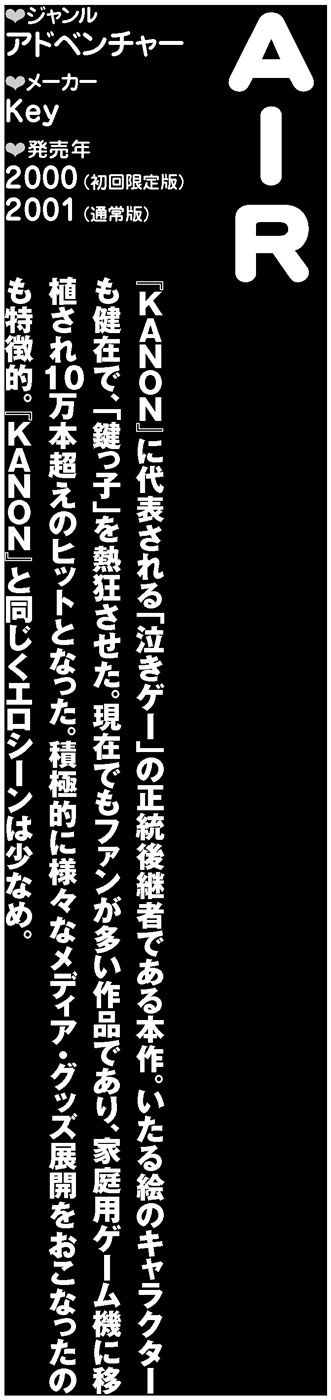 AIR
❤ジャンル
アドベンチャー
❤メーカー
Key
❤発売年
2000（初回限定版）
2001（通常版）
『KANON』に代表される「泣きゲー」の正統後継者である本作。いたる絵のキャラクター
も健在で、「鍵っ子」を熱狂させた。現在でもファンが多い作品であり、家庭用ゲーム機に移
植され10万本超えのヒットとなった。積極的に様々なメディア・グッズ展開をおこなったの
も特徴的。『KANON』と同じくエロシーンは少なめ。